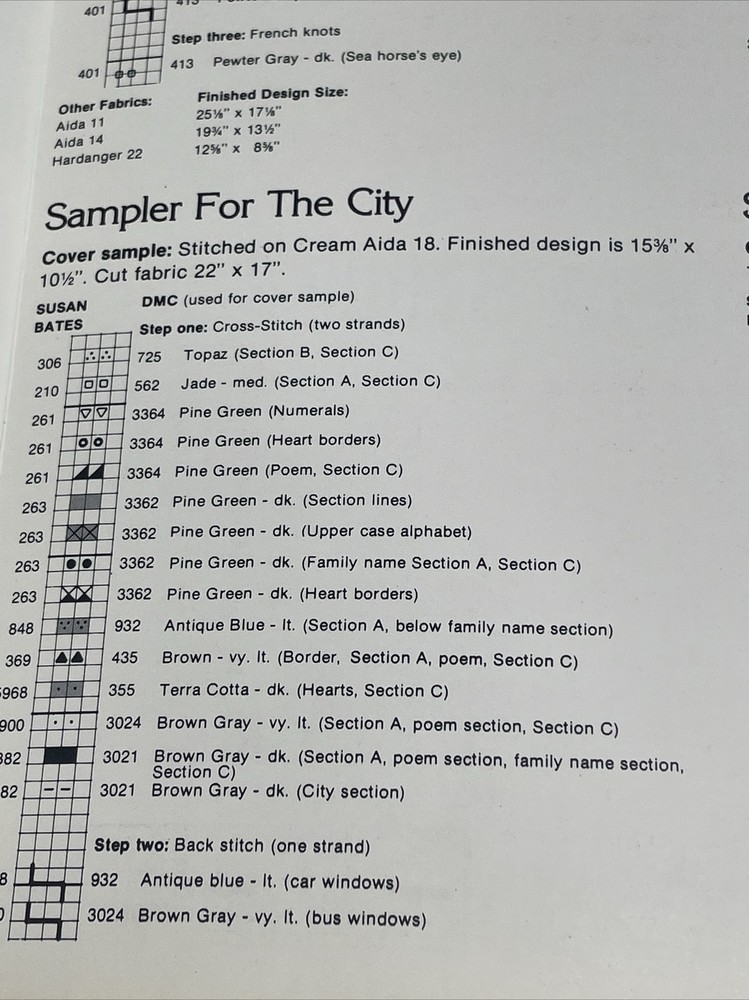 401
401
413 Pewter Gray - dk. (Sea horse's eye)
Step three: French knots
Other Fabrics: Finished Design Size:
Aida 11 25⅛" x 17⅛"
Aida 14 19¾" x 13½"
Hardanger 22 12⅝" x 8⅝"
Sampler For The City
Cover sample: Stitched on Cream Aida 18. Finished design is 15⅜" x
10½". Cut fabric 22" x 17".
SUSAN BATES DMC (used for cover sample)
Step one: Cross-Stitch (two strands)
306 725 Topaz (Section B, Section C)
210 562 Jade - med. (Section A, Section C)
261 3364 Pine Green (Numerals)
261 3364 Pine Green (Heart borders)
261 3364 Pine Green (Poem, Section C)
263 3362 Pine Green - dk. (Section lines)
263 3362 Pine Green - dk. (Upper case alphabet)
263 3362 Pine Green - dk. (Family name Section A, Section C)
263 3362 Pine Green - dk. (Heart borders)
848 932 Antique Blue - lt. (Section A, below family name section)
369 435 Brown - vy. lt. (Border, Section A, poem, Section C)
968 355 Terra Cotta - dk. (Hearts, Section C)
900 3024 Brown Gray - vy. lt. (Section A, poem section, Section C)
382 3021 Brown Gray - dk. (Section A, poem section, family name section,
Section C)
82 3021 Brown Gray - dk. (City section)
Step two: Back stitch (one strand)
8 932 Antique blue - lt. (car windows)
3024 Brown Gray - vy. lt. (bus windows)